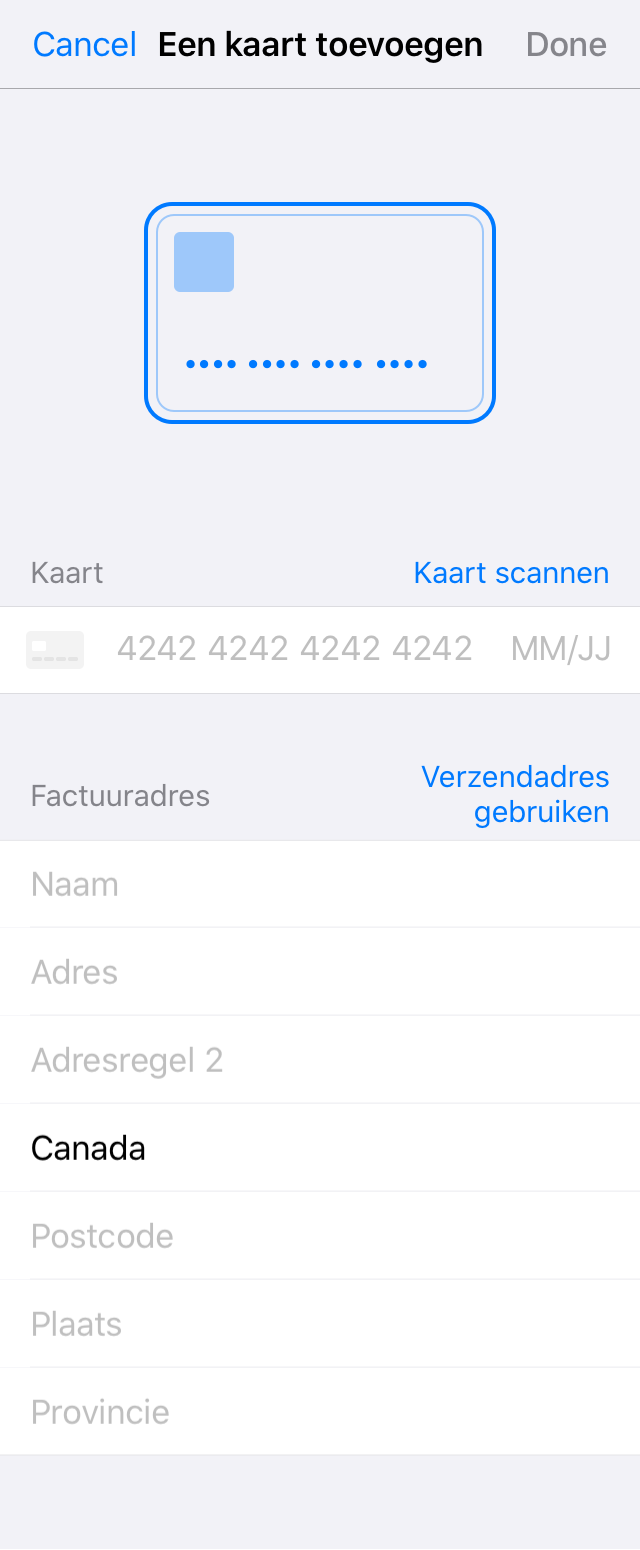 Cancel Een kaart toevoegen Done
Kaart Kaart scannen
4242 4242 4242 4242 MM/JJ
Factuuradres Verzendadres
gebruiken
Naam
Adres
Adresregel 2
Canada
Postcode
Plaats
Provincie